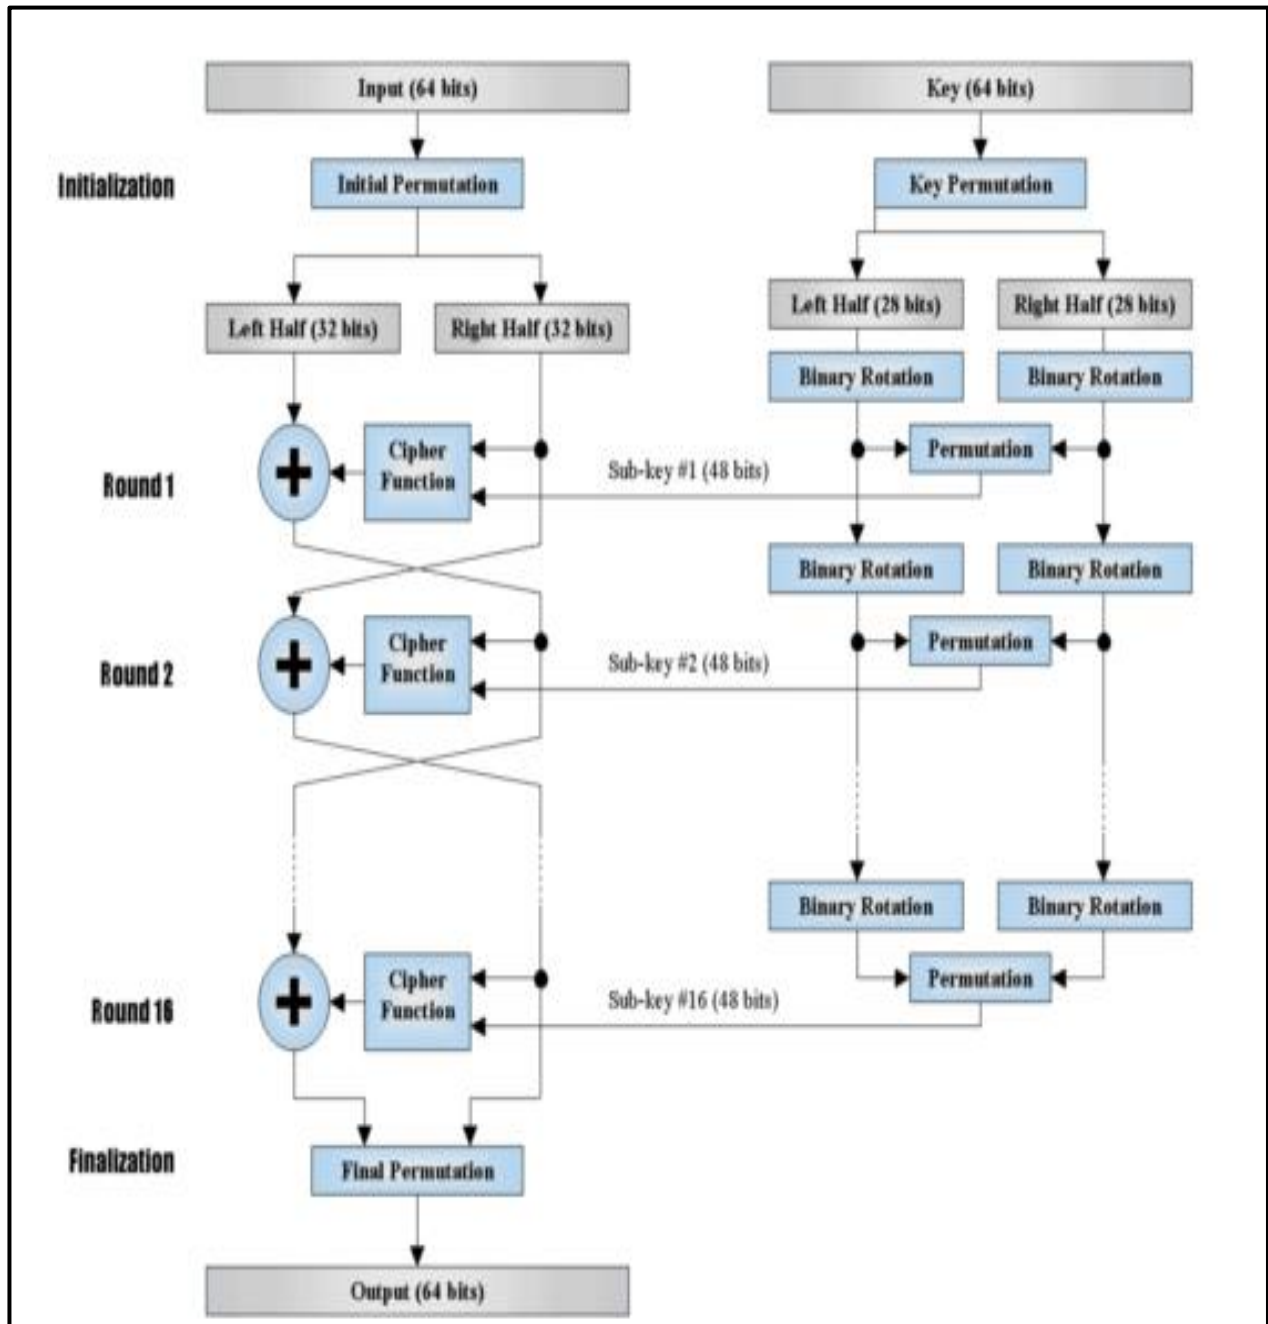 Input (64 bits)
Key (64 bits)
Initialization
Initial Permutation
Key Permutation
Left Half (32 bits)
Right Half (32 bits)
Left Half (28 bits)
Right Half (28 bits)
Binary Rotation
Binary Rotation
Round 1
Cipher
Function
Sub-key #1 (48 bits)
Permutation
Binary Rotation
Binary Rotation
Round 2
Cipher
Function
Sub-key #2 (48 bits)
Permutation
Binary Rotation
Binary Rotation
Round 16
Cipher
Function
Sub-key #16 (48 bits)
Permutation
Finalization
Final Permutation
Output (64 bits)